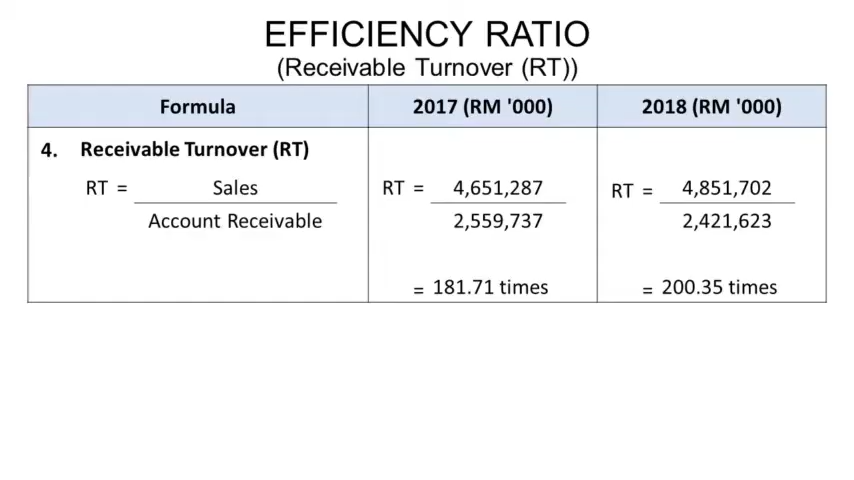 EFFICIENCY RATIO
(Receivable Turnover (RT))
Formula 2017 (RM '000) 2018 (RM '000)
4. Receivable Turnover (RT)
RT = Sales RT = 4,651,287 RT = 4,851,702
Account Receivable 2,559,737 2,421,623
= 181.71 times = 200.35 times